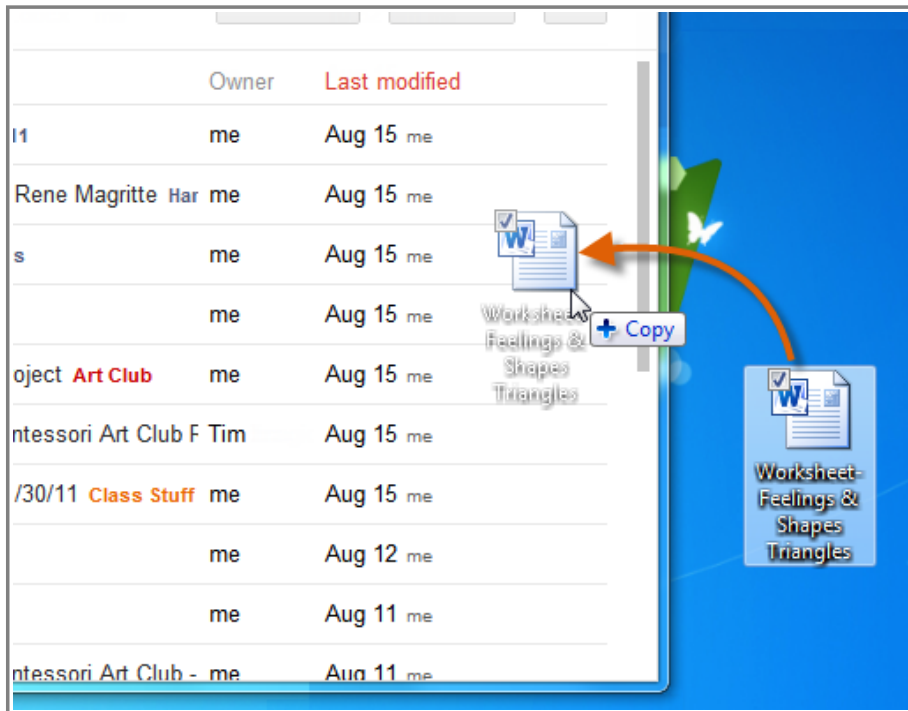 Owner Last modified
l1 me Aug 15 me
Rene Magritte Har me Aug 15 me
s me Aug 15 me
me Aug 15 me
oject Art Club me Aug 15 me
ntessori Art Club F Tim Aug 15 me
/30/11 Class Stuff me Aug 15 me
me Aug 12 me
me Aug 11 me
ntessori Art Club - me Aug 11 me
W
Worksheet-
Feelings &
Shapes
Triangles
Copy
W
Worksheet-
Feelings &
Shapes
Triangles